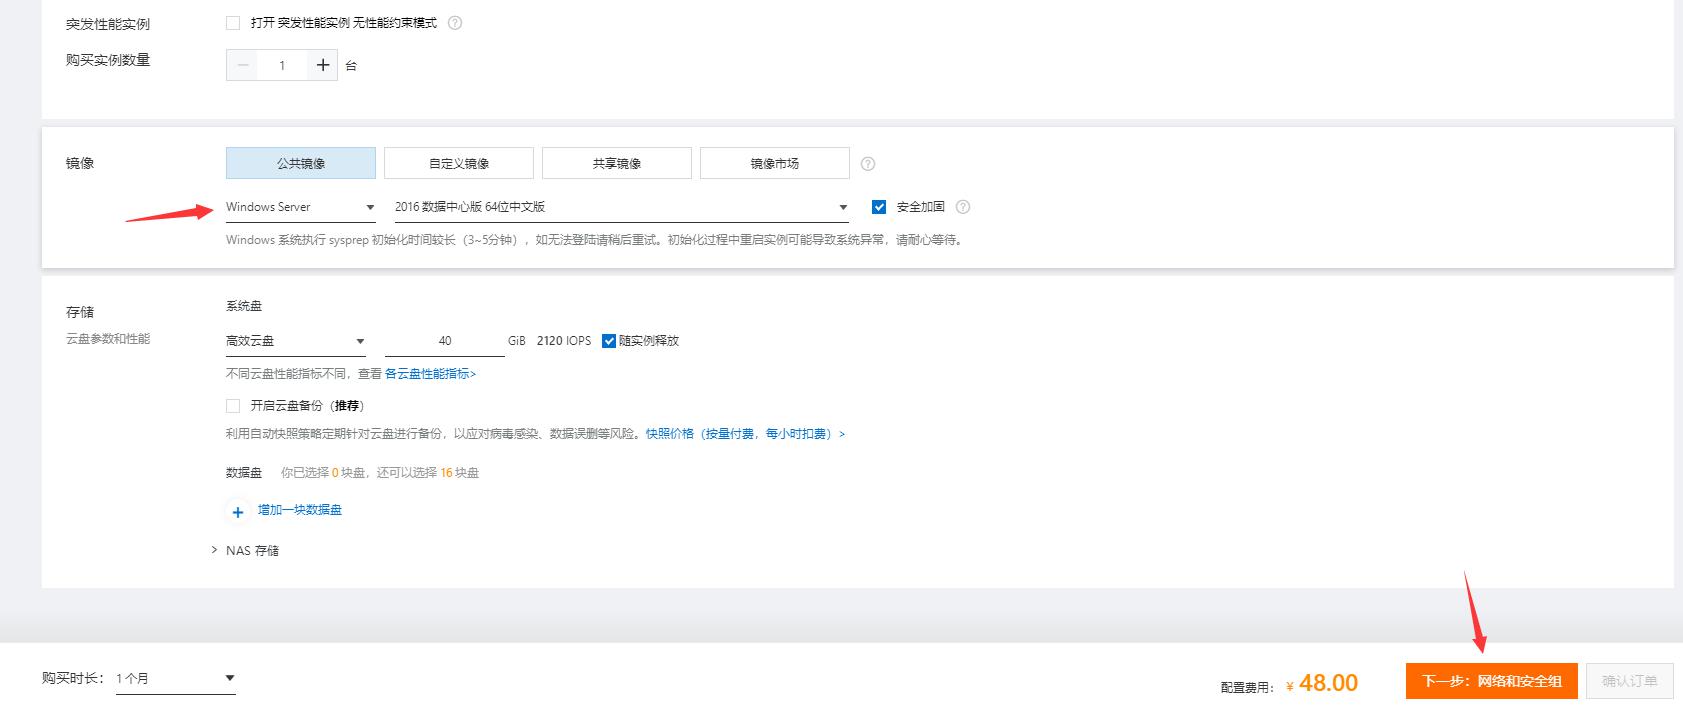 突发性能实例
打开 突发性能实例 无性能约束模式 ?
购买实例数量
− 1 + 台
镜像
公共镜像 自定义镜像 共享镜像 镜像市场 ?
Windows Server 2016 数据中心版 64位中文版 安全加固 ?
Windows 系统执行 sysprep 初始化时间较长（3~5分钟），如无法登陆请稍后重试。初始化过程中重启实例可能导致系统异常，请耐心等待。
存储
系统盘
云盘参数和性能
高效云盘 40 GiB 2120 IOPS 随实例释放
不同云盘性能指标不同，查看 各云盘性能指标>
开启云盘备份（推荐）
利用自动快照策略定期针对云盘进行备份，以应对病毒感染、数据误删等风险。快照价格（按量付费，每小时扣费）>
数据盘 你已选择 0 块盘，还可以选择 16 块盘
+ 增加一块数据盘
> NAS 存储
购买时长： 1 个月
配置费用： ¥ 48.00
下一步：网络和安全组 确认订单